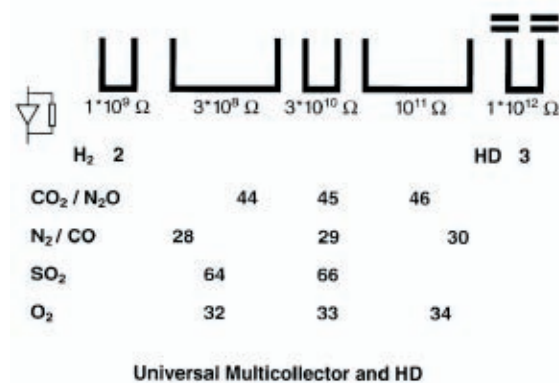 1*10⁹ Ω 3*10⁸ Ω 3*10¹⁰ Ω 10¹¹ Ω 1*10¹² Ω
H₂ 2 HD 3
CO₂ / N₂O 44 45 46
N₂ / CO 28 29 30
SO₂ 64 66
O₂ 32 33 34
Universal Multicollector and HD